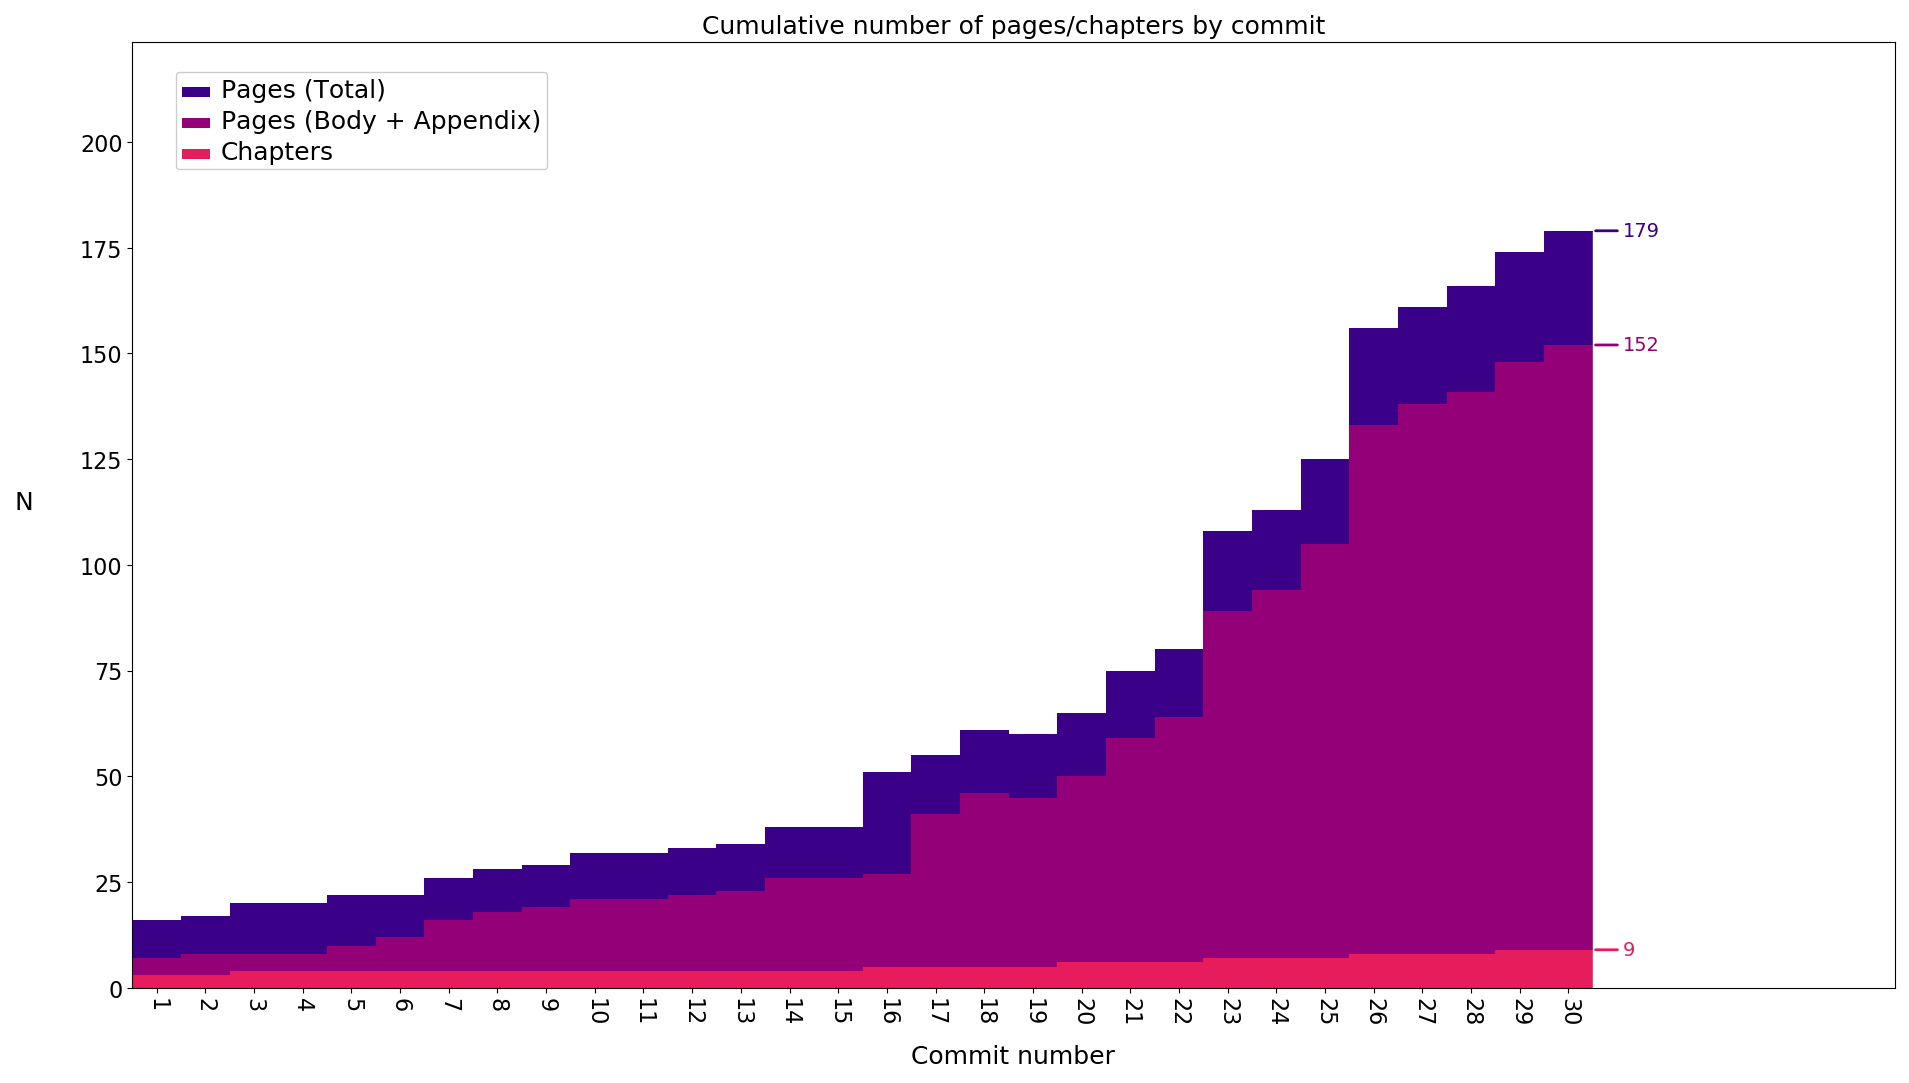 Cumulative number of pages/chapters by commit
Pages (Total)
Pages (Body + Appendix)
Chapters
200
175
150
125
100
75
50
25
0
N
179
152
9
1 2 3 4 5 6 7 8 9 10 11 12 13 14 15 16 17 18 19 20 21 22 23 24 25 26 27 28 29 30
Commit number